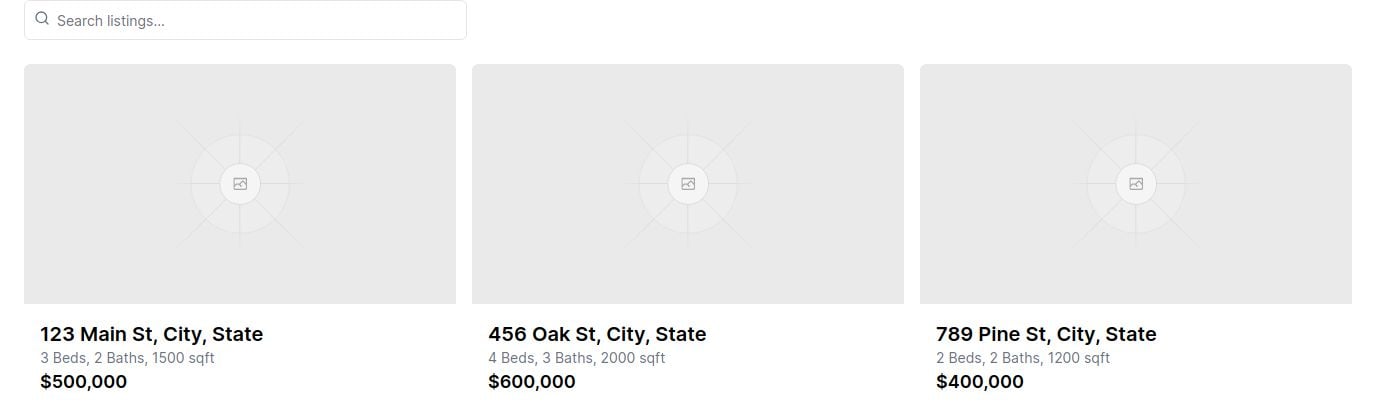 Search listings...
123 Main St, City, State
3 Beds, 2 Baths, 1500 sqft
$500,000
456 Oak St, City, State
4 Beds, 3 Baths, 2000 sqft
$600,000
789 Pine St, City, State
2 Beds, 2 Baths, 1200 sqft
$400,000